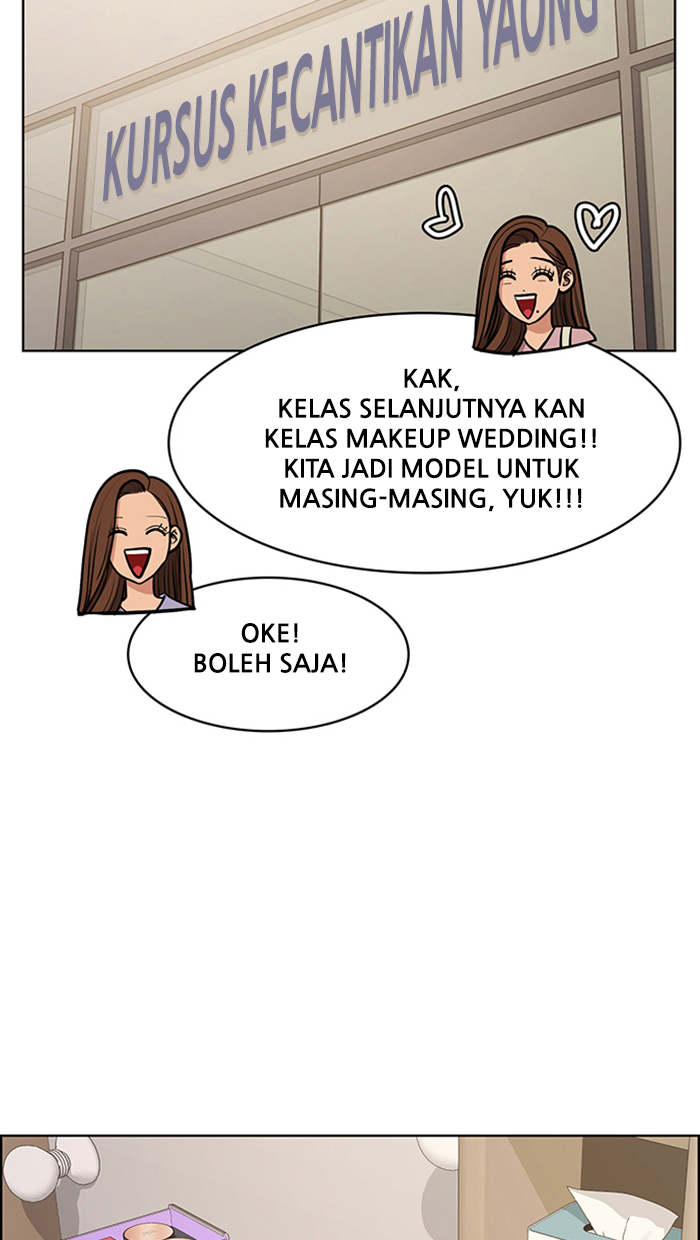 KURSUS KECANTIKAN YAONG
KAK,
KELAS SELANJUTNYA KAN
KELAS MAKEUP WEDDING!!
KITA JADI MODEL UNTUK
MASING-MASING, YUK!!!
OKE!
BOLEH SAJA!